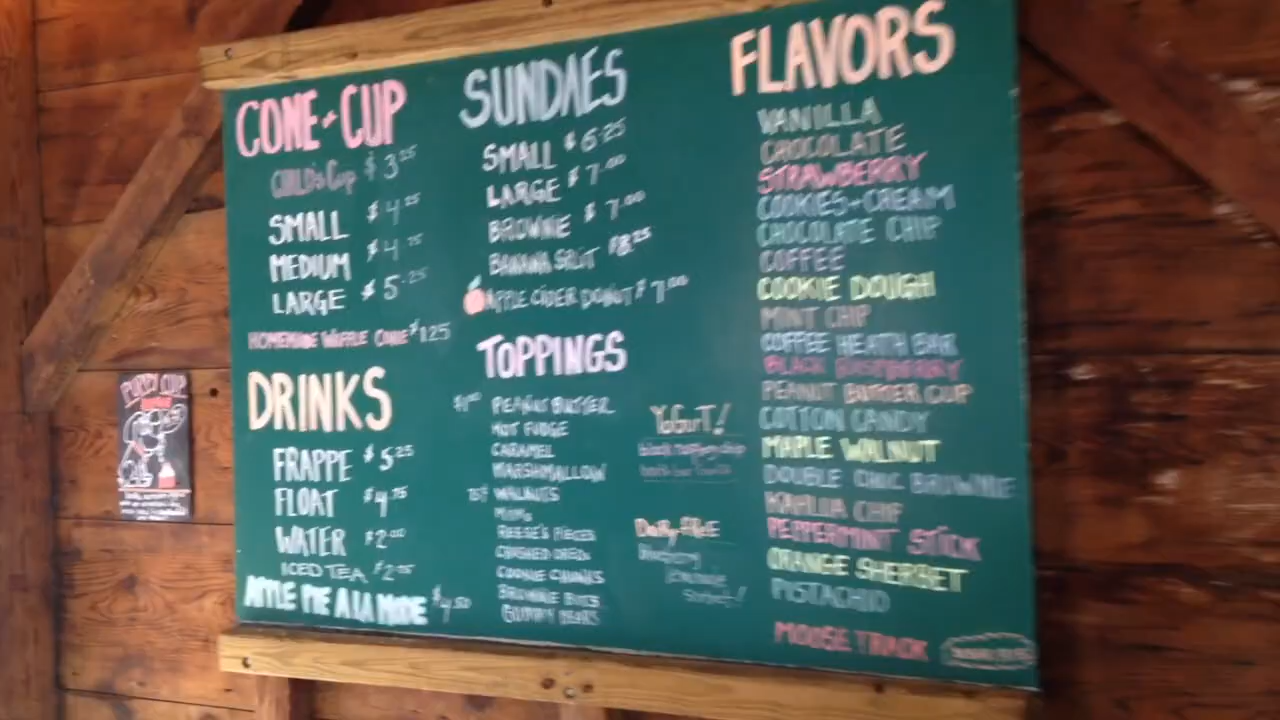 CONE + CUP
CHILD'S CUP $3.25
SMALL $4.25
MEDIUM $4.75
LARGE $5.25
HOMEMADE WAFFLE CONE $1.25
DRINKS
FRAPPE $5.25
FLOAT $4.75
WATER $2.00
ICED TEA $2
APPLE PIE A LA MODE $4.50
SUNDAES
SMALL $6.25
LARGE $7.00
BROWNIE $7.00
BANANA SPLIT $8.25
APPLE CIDER DONUT $7.00
TOPPINGS
PEANUT BUTTER
HOT FUDGE
CARAMEL
MARSHMALLOW
75¢ WALNUTS
M+Ms
REESE'S PIECES
CRUSHED OREOS
COOKIE CHUNKS
BROWNIE BITS
GUMMY BEARS
YOGURT!
DAIRY-FREE
FLAVORS
VANILLA
CHOCOLATE
STRAWBERRY
COOKIES+CREAM
CHOCOLATE CHIP
COFFEE
COOKIE DOUGH
MINT CHIP
COFFEE HEATH BAR
BLACK RASPBERRY
PEANUT BUTTER CUP
COTTON CANDY
MAPLE WALNUT
DOUBLE CHOC BROWNIE
KAHLUA CHIP
PEPPERMINT STICK
ORANGE SHERBET
PISTACHIO
MOOSE TRACK
PUPPY CUP